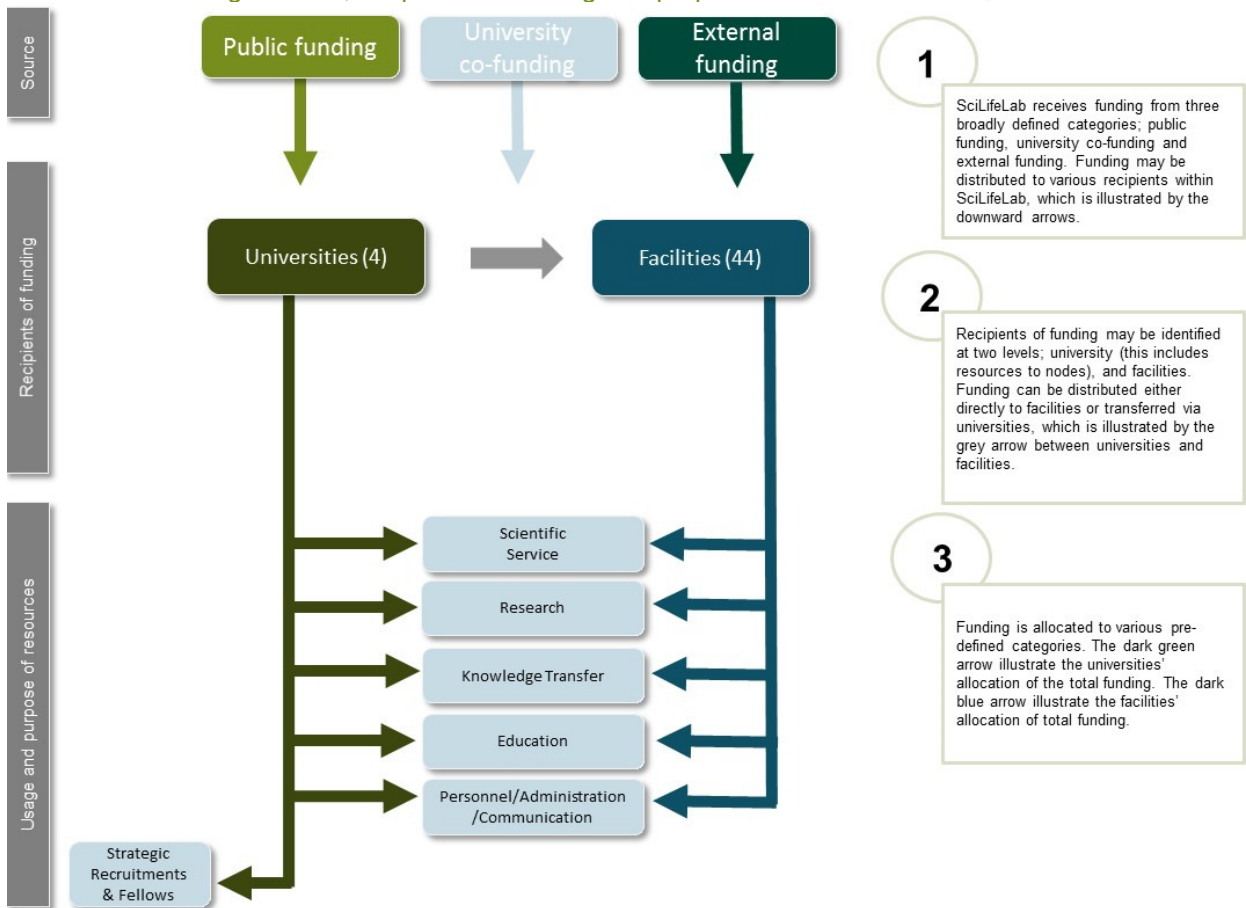 Source
Public funding
University
co-funding
External
funding
1
SciLifeLab receives funding from three
broadly defined categories; public
funding, university co-funding and
external funding. Funding may be
distributed to various recipients within
SciLifeLab, which is illustrated by the
downward arrows.
Recipients of funding
Universities (4)
Facilities (44)
2
Recipients of funding may be identified
at two levels; university (this includes
resources to nodes), and facilities.
Funding can be distributed either
directly to facilities or transferred via
universities, which is illustrated by the
grey arrow between universities and
facilities.
Usage and purpose of resources
Scientific
Service
Research
Knowledge Transfer
Education
Personnel/Administration
/Communication
Strategic
Recruitments
& Fellows
3
Funding is allocated to various pre-
defined categories. The dark green
arrow illustrate the universities'
allocation of the total funding. The dark
blue arrow illustrate the facilities'
allocation of total funding.